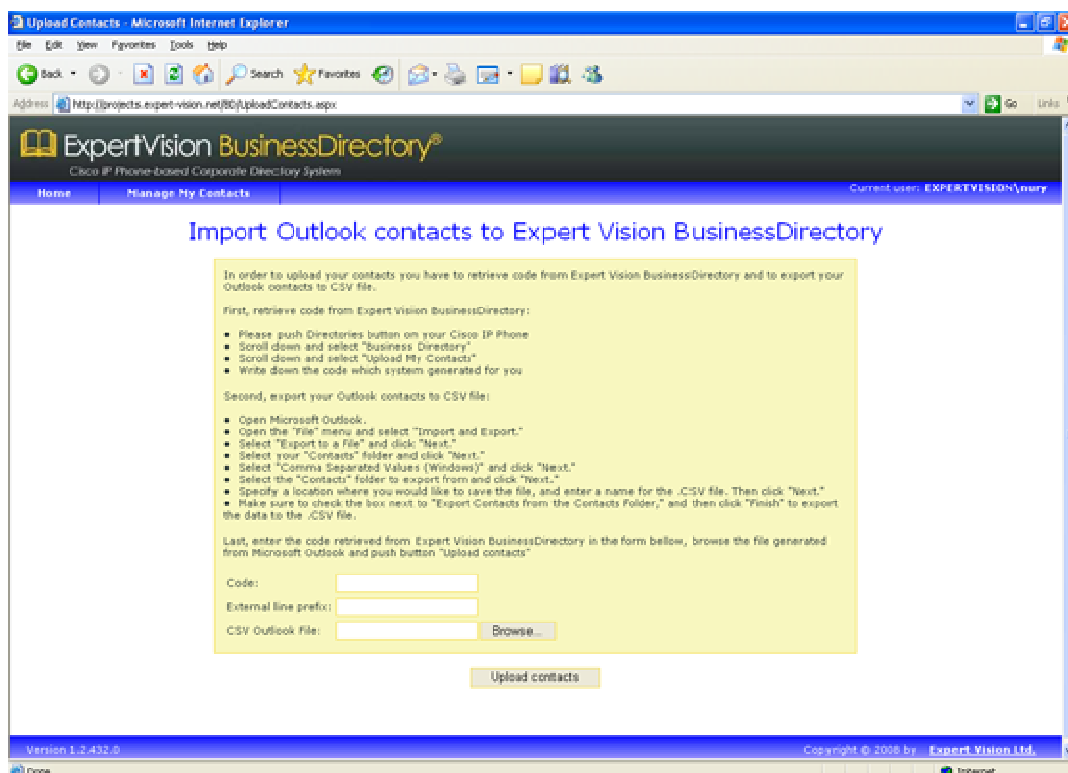 Upload Contacts - Microsoft Internet Explorer
File Edit View Favorites Tools Help
Back Search Favorites
Address http://projects.expert-vision.net/80/UploadContacts.aspx Go Links
ExpertVision BusinessDirectory®
Cisco IP Phone-based Corporate Directory System
Home Manage My Contacts Current user: EXPERTVISION\nury
Import Outlook contacts to Expert Vision BusinessDirectory
In order to upload your contacts you have to retrieve code from Expert Vision BusinessDirectory and to export your
Outlook contacts to CSV file.
First, retrieve code from Expert Vision BusinessDirectory:
• Please push Directories button on your Cisco IP Phone
• Scroll down and select "Business Directory"
• Scroll down and select "Upload My Contacts"
• Write down the code which system generated for you
Second, export your Outlook contacts to CSV file:
• Open Microsoft Outlook.
• Open the "File" menu and select "Import and Export."
• Select "Export to a File" and click "Next."
• Select your "Contacts" folder and click "Next."
• Select "Comma Separated Values (Windows)" and click "Next."
• Select the "Contacts" folder to export from and click "Next."
• Specify a location where you would like to save the file, and enter a name for the .CSV file. Then click "Next."
• Make sure to check the box next to "Export Contacts from the Contacts Folder," and then click "Finish" to export
the data to the .CSV file.
Last, enter the code retrieved from Expert Vision BusinessDirectory in the form bellow, browse the file generated
from Microsoft Outlook and push button "Upload contacts"
Code:
External line prefix:
CSV Outlook File: Browse...
Upload contacts
Version 1.2.432.0 Copyright © 2008 by Expert Vision Ltd.
Done Internet